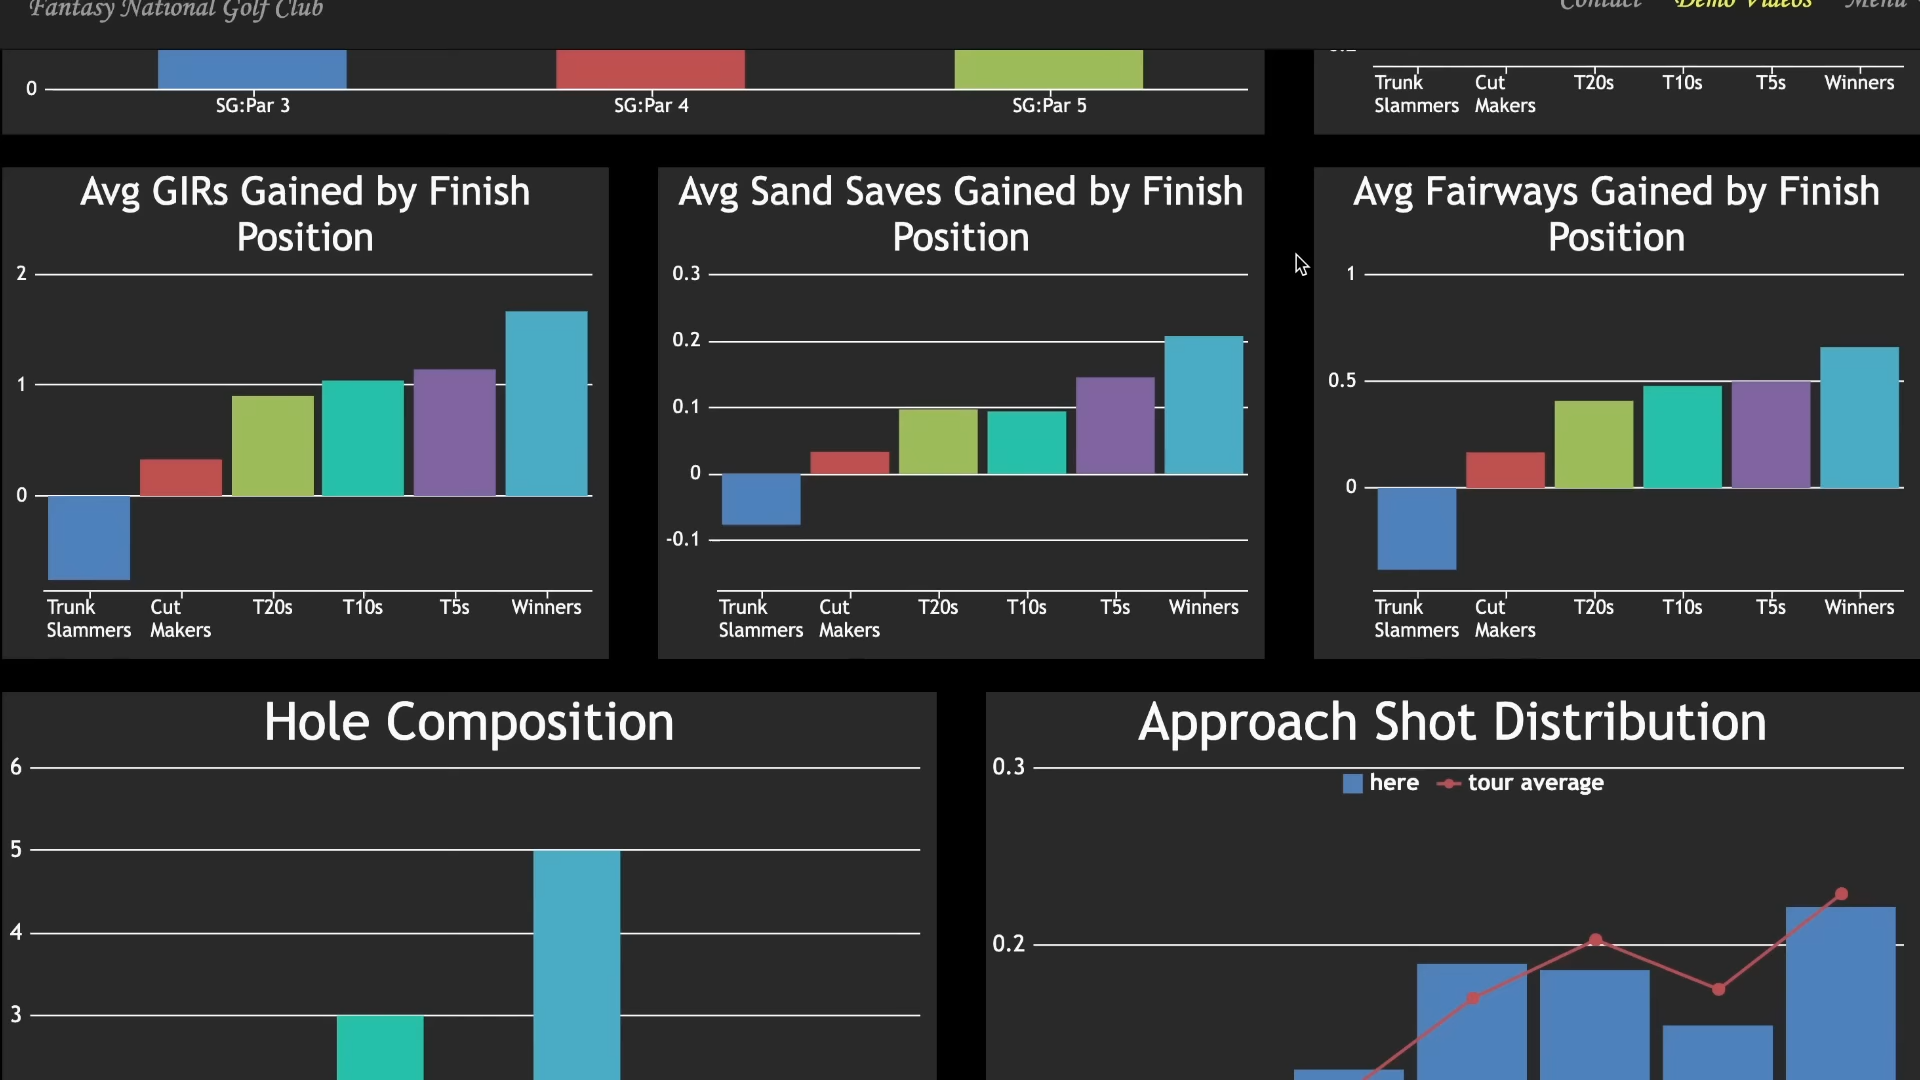 Fantasy National Golf Club
Contact Demo Videos Menu
0
SG:Par 3 SG:Par 4 SG:Par 5
Trunk Slammers Cut Makers T20s T10s T5s Winners
Avg GIRs Gained by Finish
Position
2
1
0
Trunk Cut T20s T10s T5s Winners
Slammers Makers
Avg Sand Saves Gained by Finish
Position
0.3
0.2
0.1
0
-0.1
Trunk Cut T20s T10s T5s Winners
Slammers Makers
Avg Fairways Gained by Finish
Position
1
0.5
0
Trunk Cut T20s T10s T5s Winners
Slammers Makers
Hole Composition
6
5
4
3
Approach Shot Distribution
0.3
here tour average
0.2